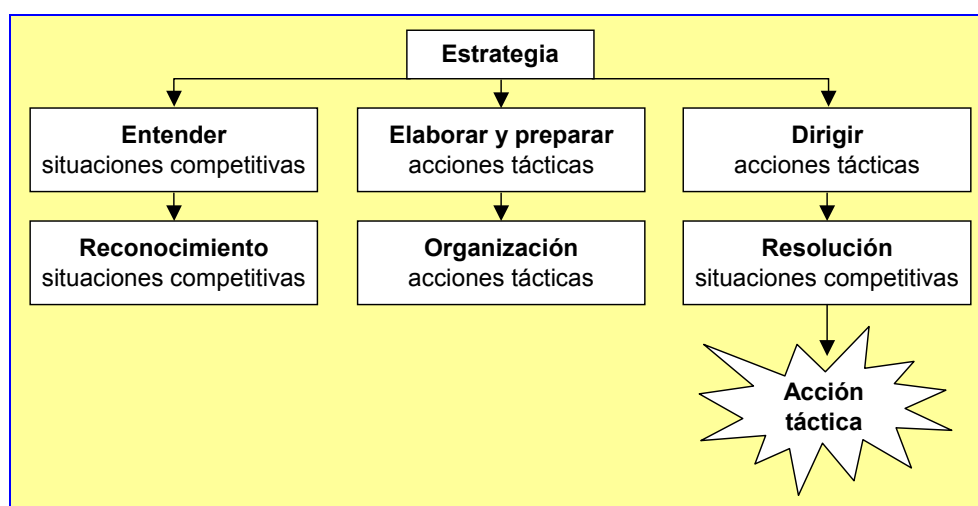 Estrategia
Entender
situaciones competitivas
Elaborar y preparar
acciones tácticas
Dirigir
acciones tácticas
Reconocimiento
situaciones competitivas
Organización
acciones tácticas
Resolución
situaciones competitivas
Acción
táctica